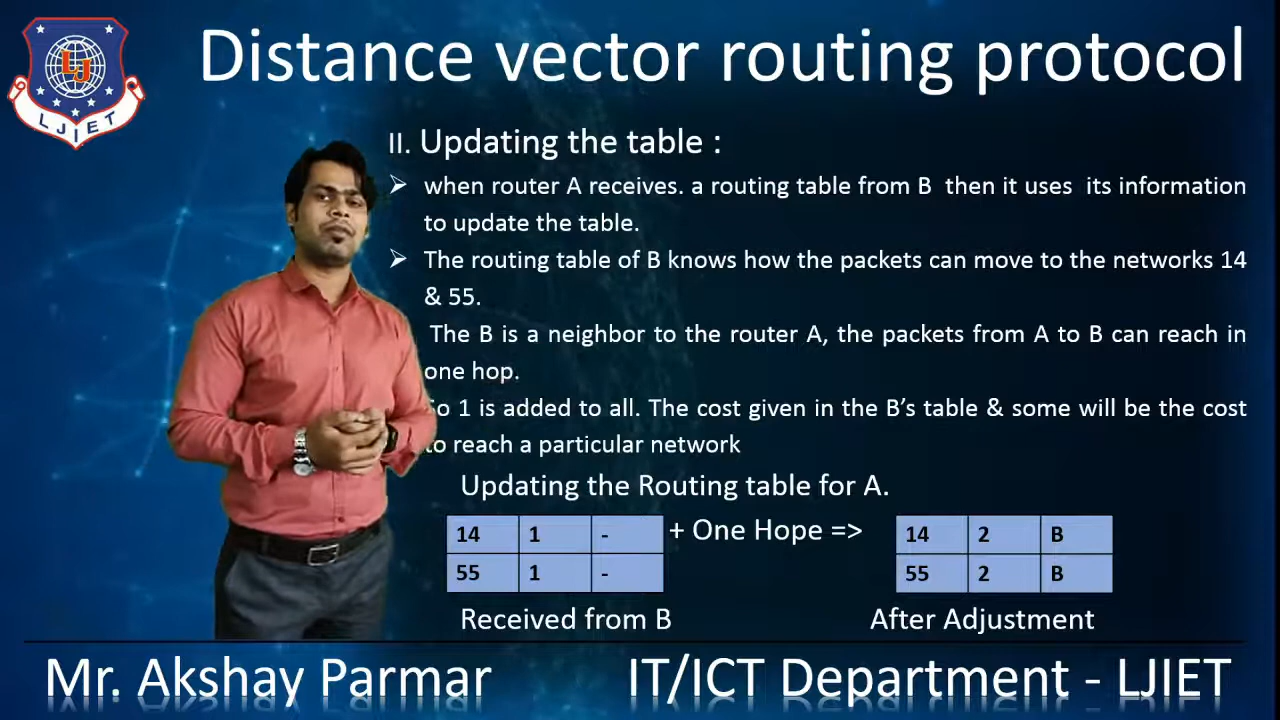 LJIET
Distance vector routing protocol
II. Updating the table :
when router A receives. a routing table from B then it uses its information
to update the table.
The routing table of B knows how the packets can move to the networks 14
& 55.
The B is a neighbor to the router A, the packets from A to B can reach in
one hop.
So 1 is added to all. The cost given in the B's table & some will be the cost
to reach a particular network
Updating the Routing table for A.
14 1 - + One Hope => 14 2 B
55 1 - 55 2 B
Received from B After Adjustment
Mr. Akshay Parmar IT/ICT Department - LJIET